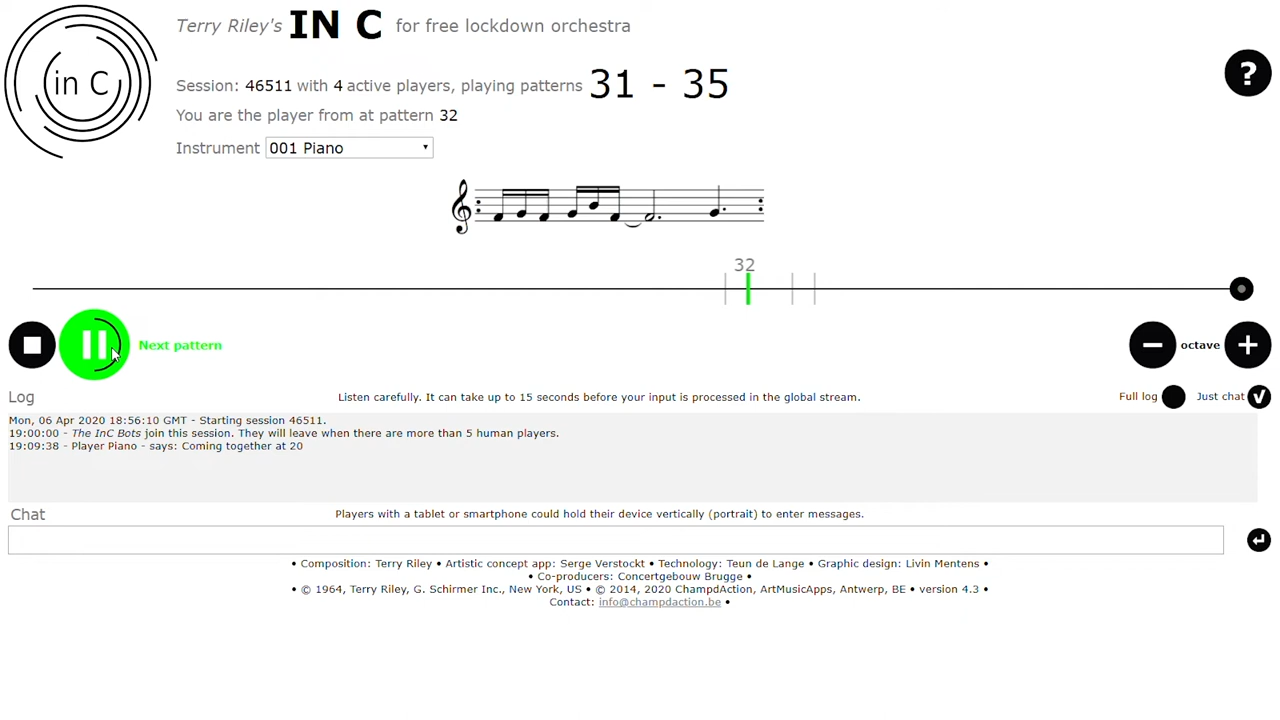 in C
Terry Riley's IN C for free lockdown orchestra
Session: 46511 with 4 active players, playing patterns 31 - 35
?
You are the player from at pattern 32
Instrument 001 Piano
32
Next pattern
− octave +
Log Listen carefully. It can take up to 15 seconds before your input is processed in the global stream. Full log Just chat
Mon, 06 Apr 2020 18:56:10 GMT - Starting session 46511.
19:00:00 - The InC Bots join this session. They will leave when there are more than 5 human players.
19:09:38 - Player Piano - says: Coming together at 20
Chat Players with a tablet or smartphone could hold their device vertically (portrait) to enter messages.
• Composition: Terry Riley • Artistic concept app: Serge Verstockt • Technology: Teun de Lange • Graphic design: Livin Mentens •
• Co-producers: Concertgebouw Brugge •
• © 1964, Terry Riley, G. Schirmer Inc., New York, US • © 2014, 2020 ChampdAction, ArtMusicApps, Antwerp, BE • version 4.3 •
Contact: info@champdaction.be •